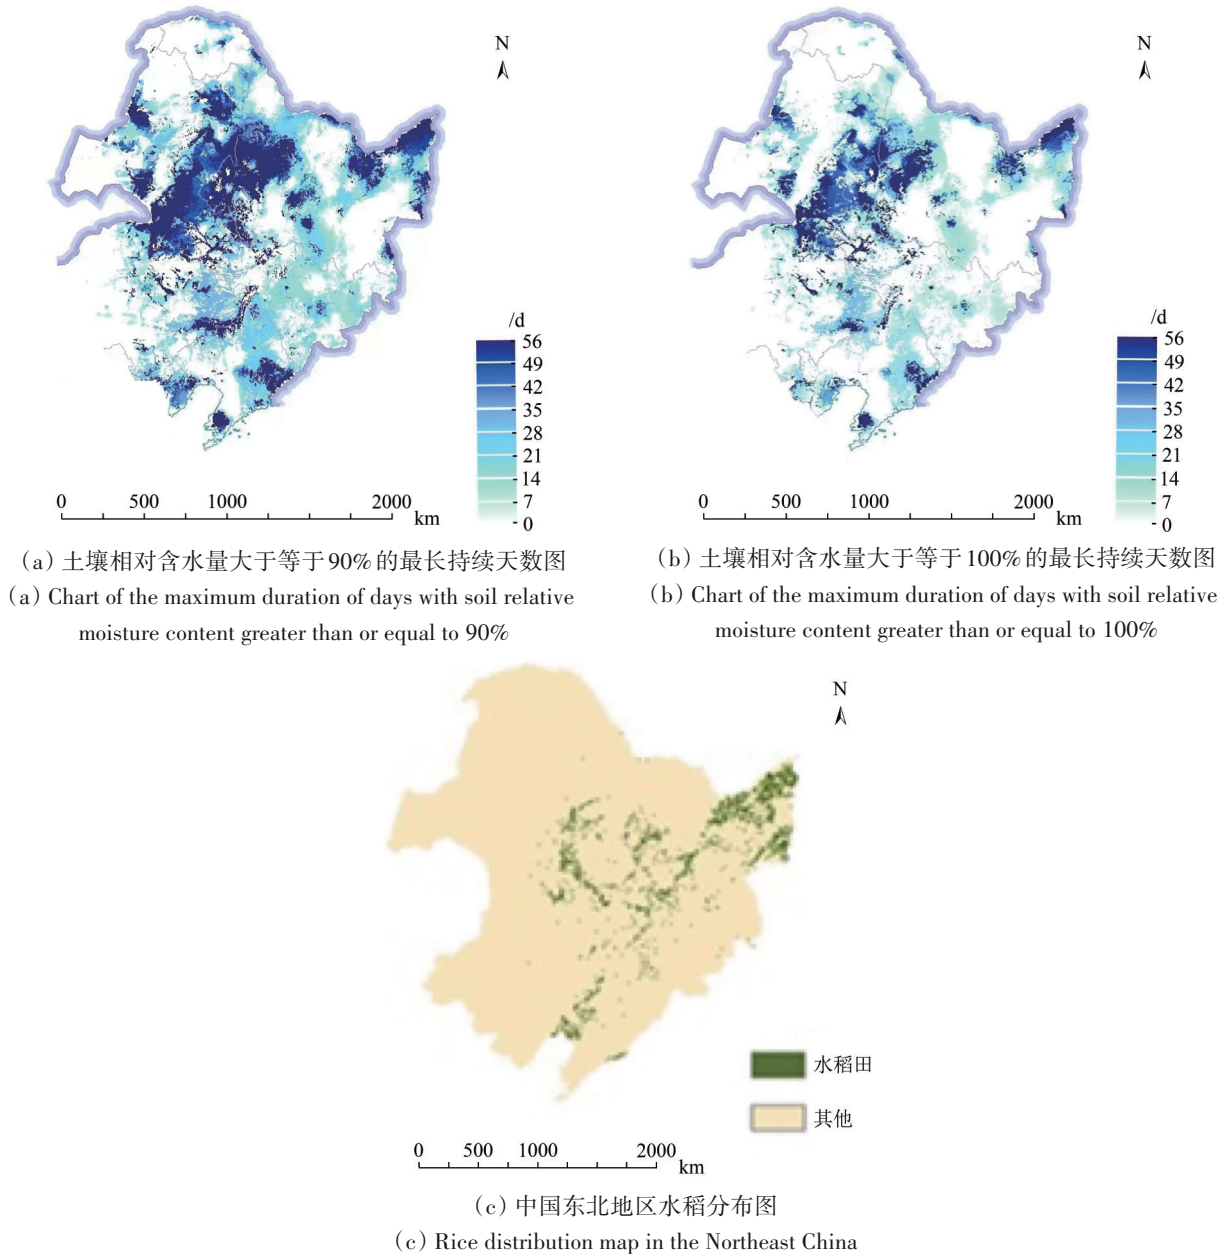 N
N
/d
56
49
42
35
28
21
14
7
0
/d
56
49
42
35
28
21
14
7
0
0 500 1000 2000
km
0 500 1000 2000
km
(a)土壤相对含水量大于等于90%的最长持续天数图
(a) Chart of the maximum duration of days with soil relative
moisture content greater than or equal to 90%
(b)土壤相对含水量大于等于100%的最长持续天数图
(b) Chart of the maximum duration of days with soil relative
moisture content greater than or equal to 100%
N
水稻田
其他
0 500 1000 2000
km
(c)中国东北地区水稻分布图
(c) Rice distribution map in the Northeast China